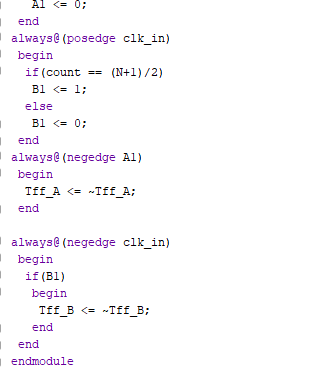 A1 <= 0;
end
always@(posedge clk_in)
begin
if(count == (N+1)/2)
B1 <= 1;
else
B1 <= 0;
end
always@(negedge A1)
begin
Tff_A <= ~Tff_A;
end
always@(negedge clk_in)
begin
if(B1)
begin
Tff_B <= ~Tff_B;
end
end
endmodule